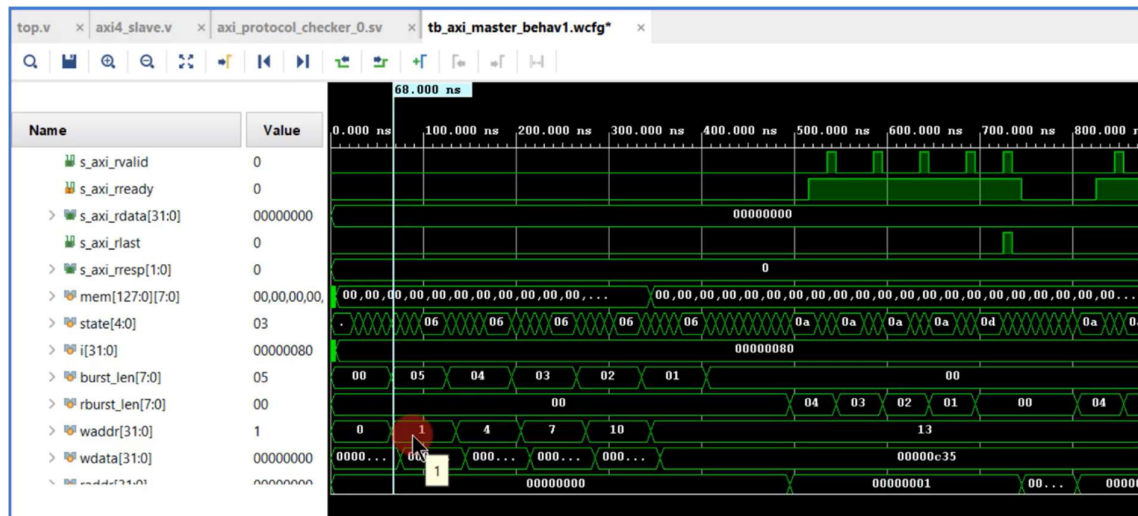 top.v × axi4_slave.v × axi_protocol_checker_0.sv × tb_axi_master_behav1.wcfg* ×
68.000 ns
Name Value 0.000 ns 100.000 ns 200.000 ns 300.000 ns 400.000 ns 500.000 ns 600.000 ns 700.000 ns 800.000
s_axi_rvalid 0
s_axi_rready 0
s_axi_rdata[31:0] 00000000 00000000
s_axi_rlast 0
s_axi_rresp[1:0] 0 0
mem[127:0][7:0] 00,00,00,00, 00,00,00,00,00,00,00,00,00,00,00,... 00,00,00,00,00,00,00,00,00,00,00,00,00,00,00,00,00,00,00,00,00...
state[4:0] 03 . 06 06 06 06 06 0a 0a 0a 0a 0d 0a 0a
i[31:0] 00000080 00000080
burst_len[7:0] 05 00 05 04 03 02 01 00
rburst_len[7:0] 00 00 04 03 02 01 00 04
waddr[31:0] 1 0 1 4 7 10 13
wdata[31:0] 00000000 0000... 000... 000... 000... 00000c35
1
raddr[31:0] 00000000 00000000 00000001 00... 0000